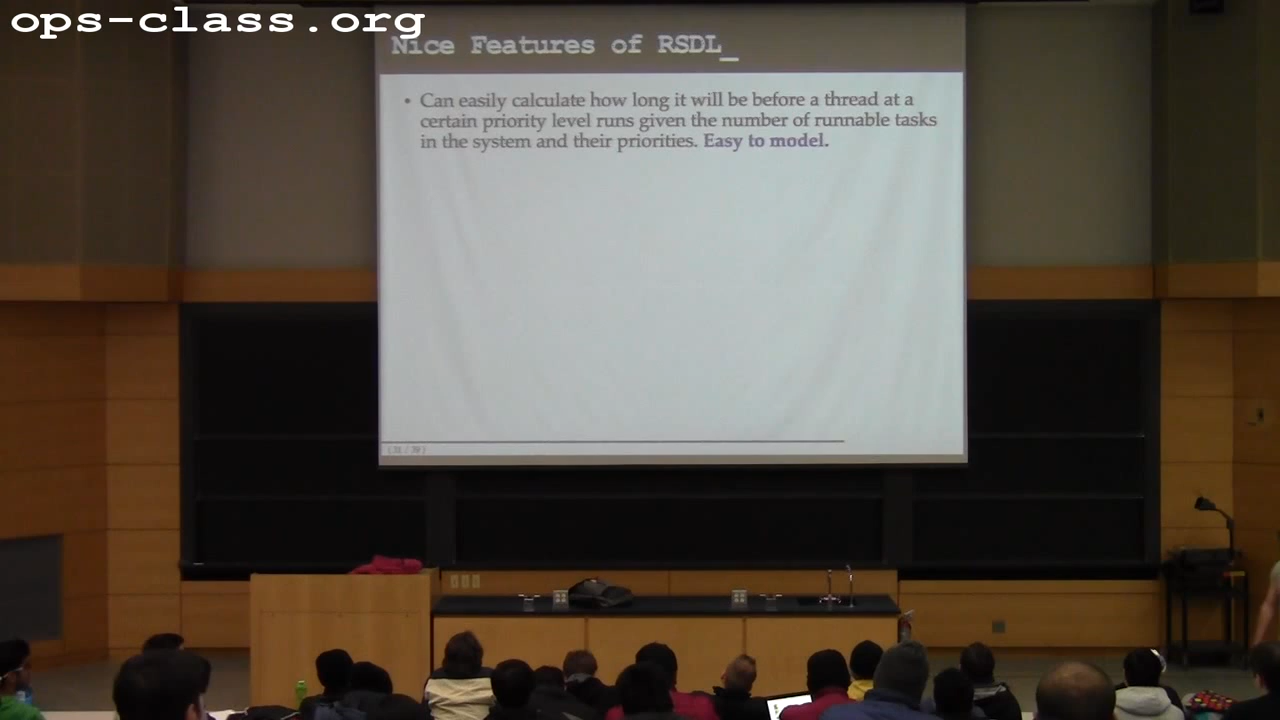 ops-class.org
Nice Features of RSDL_
• Can easily calculate how long it will be before a thread at a
certain priority level runs given the number of runnable tasks
in the system and their priorities. Easy to model.